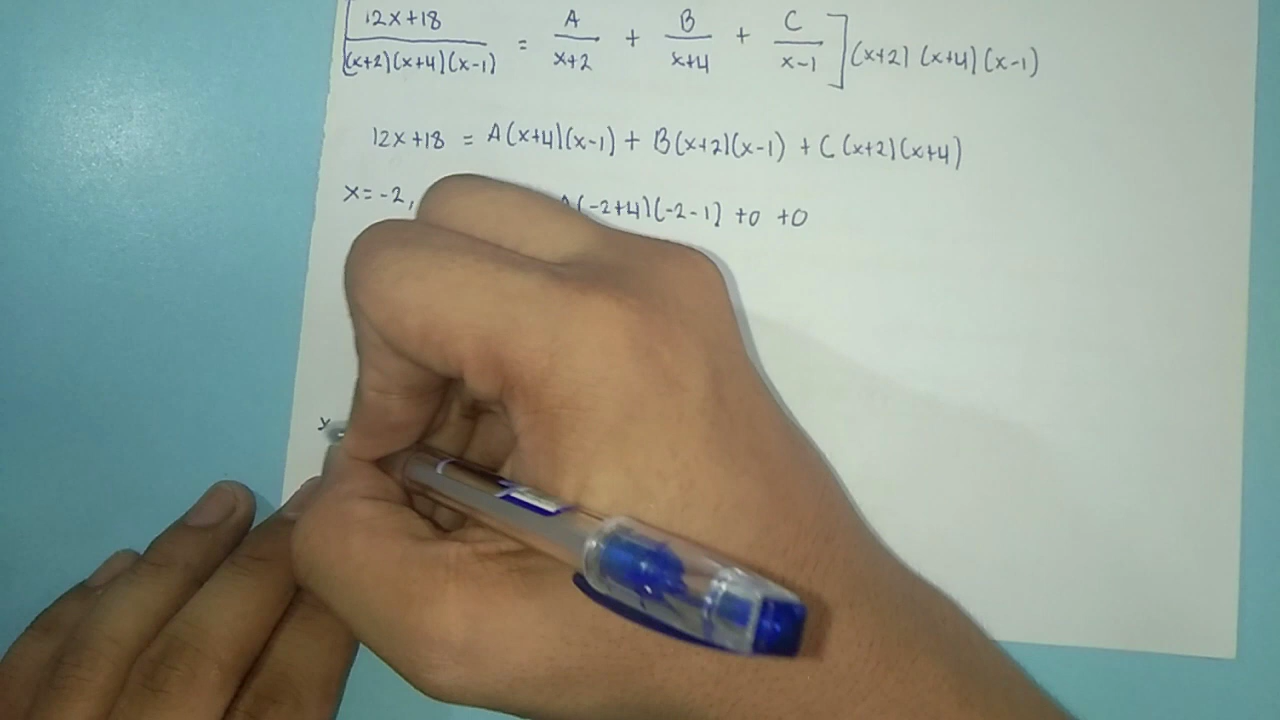 [ 12x+18 / (x+2)(x+4)(x-1) = A / x+2 + B / x+4 + C / x-1 ] (x+2) (x+4) (x-1)
12x+18 = A(x+4)(x-1) + B(x+2)(x-1) + C(x+2)(x+4)
x=-2, A(-2+4)(-2-1) +0 +0
x